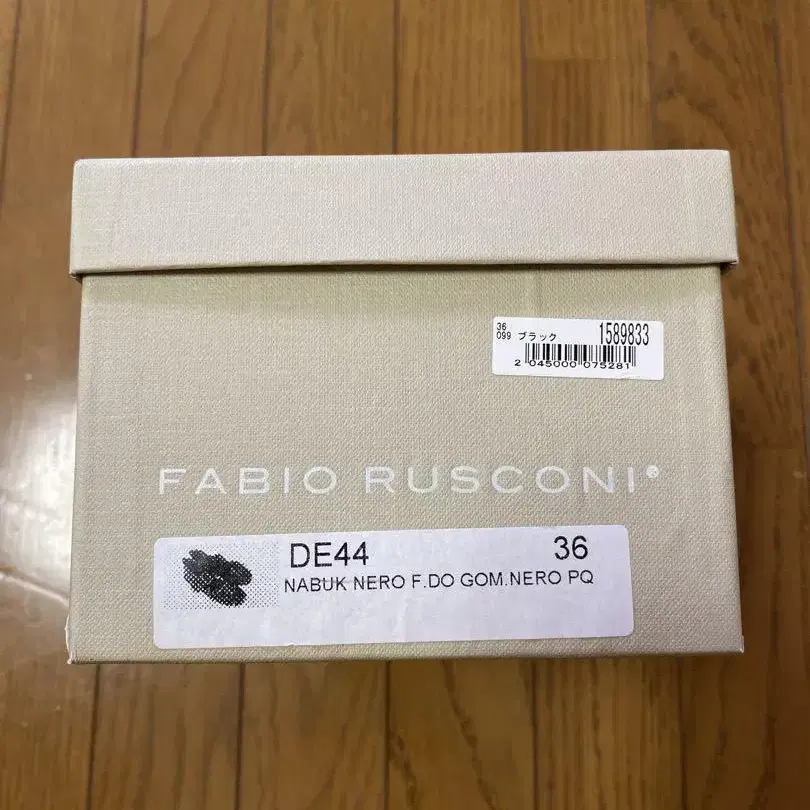 36
099 ブラック 1589833
2 045000 075281
FABIO RUSCONI®
DE44 36
NABUK NERO F.DO GOM.NERO PQ